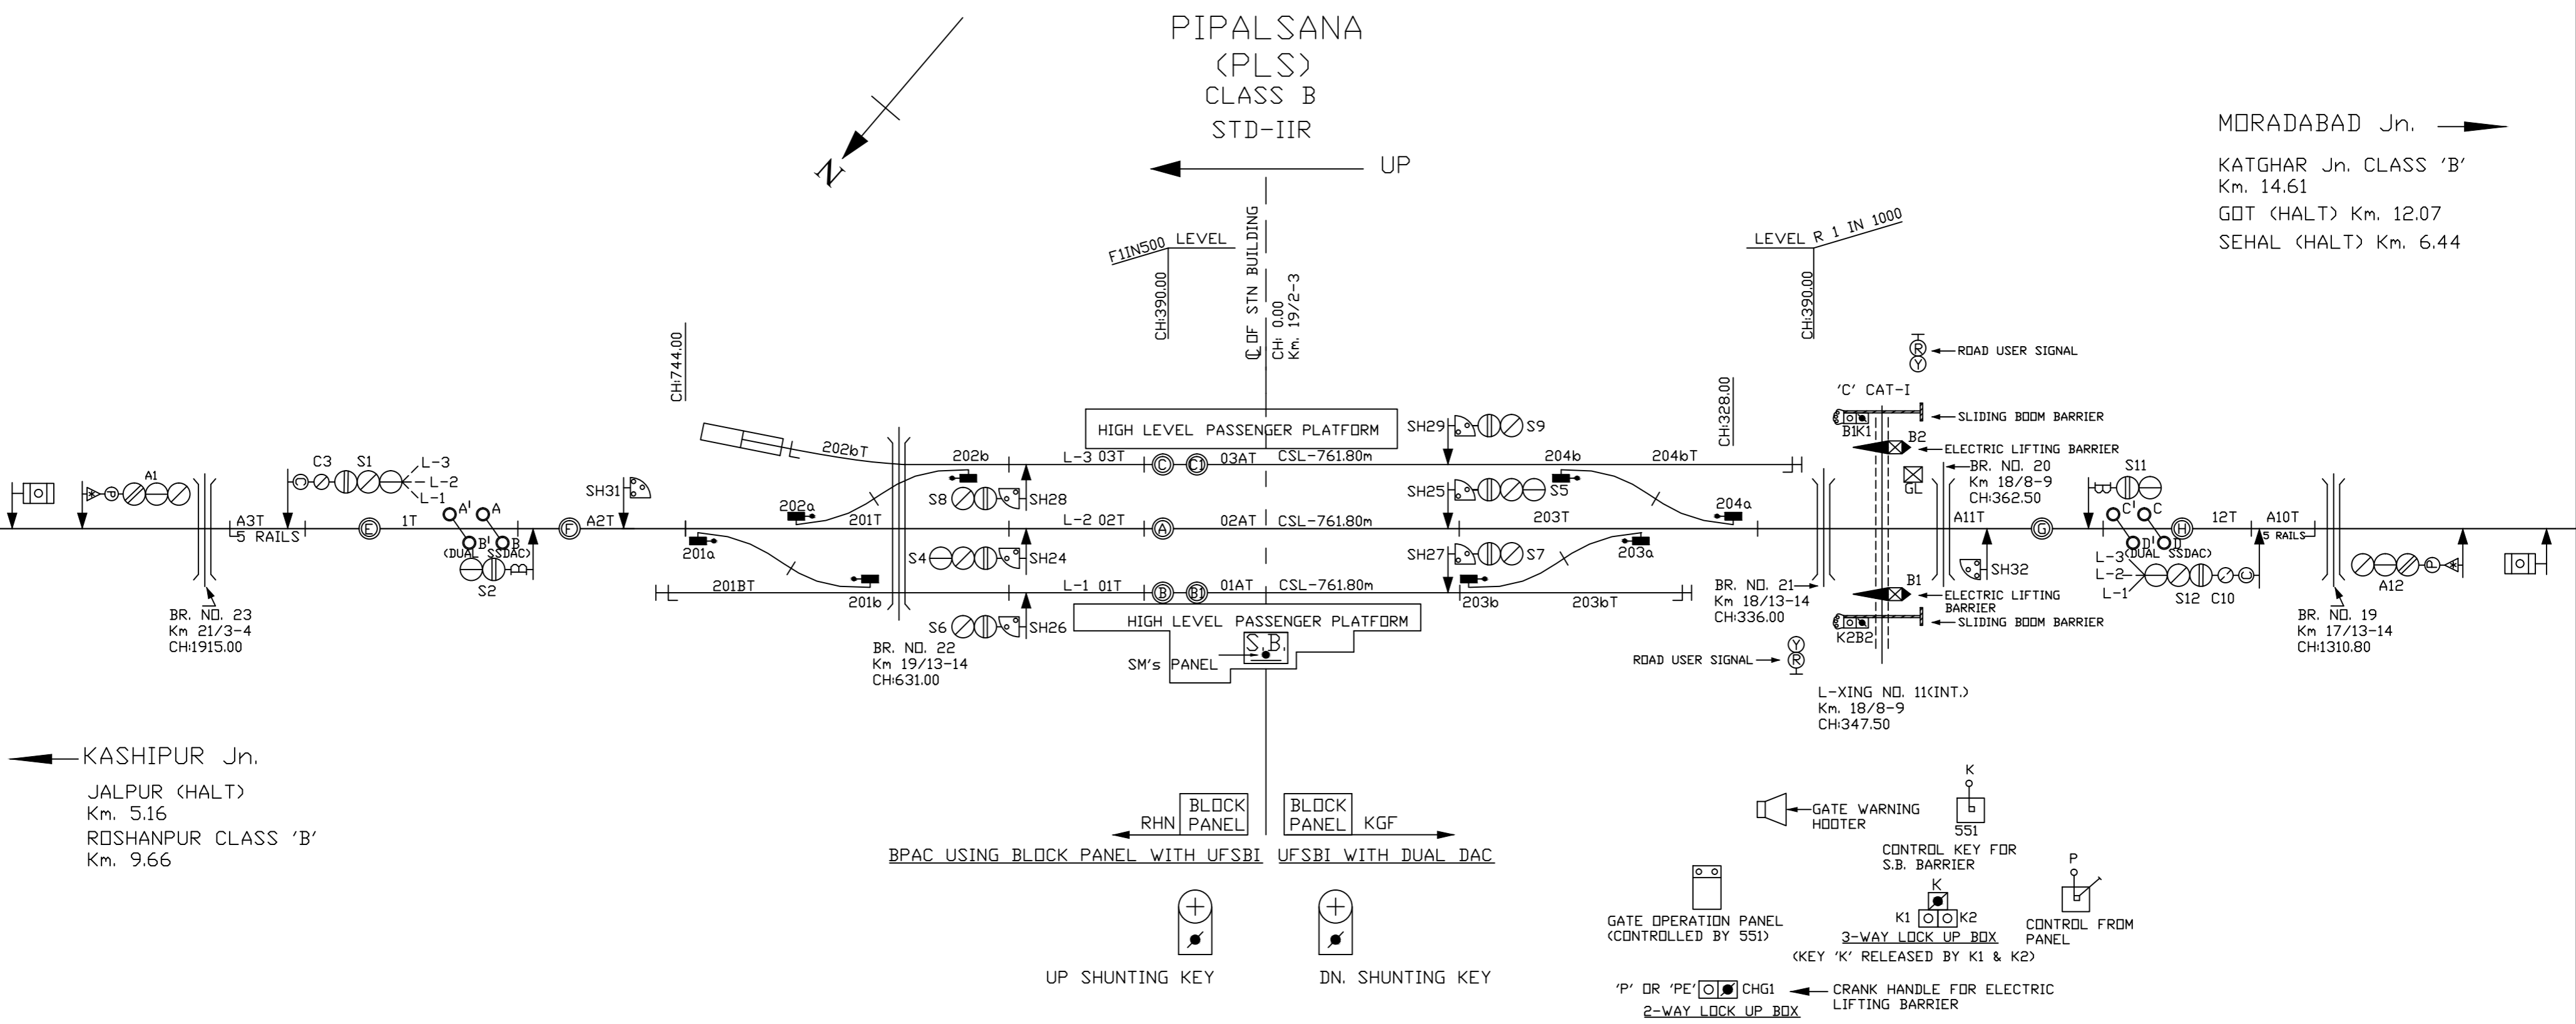 PIPALSANA
(PLS)
CLASS B
STD-IIR
UP
N
MORADABAD Jn.
KATGHAR Jn. CLASS 'B'
Km. 14.61
GOT (HALT) Km. 12.07
SEHAL (HALT) Km. 6.44
F1IN500 LEVEL
CH:390.00
℄ OF STN BUILDING
CH: 0.00
Km. 19/2-3
LEVEL R 1 IN 1000
CH:390.00
CH:744.00
CH:328.00
R
Y
ROAD USER SIGNAL
'C' CAT-I
SLIDING BOOM BARRIER
B1K1
B2
ELECTRIC LIFTING BARRIER
GL
BR. NO. 20
Km 18/8-9
CH:362.50
HIGH LEVEL PASSENGER PLATFORM
SH29 S9
202bT 202b L-3 03T C C1 03AT CSL-761.80m 204b 204bT
A1
P
C
C3 S1
L-3
L-2
L-1
SH31
S8 SH28
SH25 S5
S11
B
A' A
C' C
202a 201T
A3T
5 RAILS
E 1T F A2T
L-2 02T A 02AT CSL-761.80m 203T 204a
A11T G H 12T A10T
5 RAILS
B' B
(DUAL SSDAC)
S2
B
201a
S4 SH24
SH27 S7
203a
D' D
(DUAL SSDAC)
L-3
L-2
L-1
S12 C10
C
SH32
A12
P
201BT 201b L-1 01T B B1 01AT CSL-761.80m 203b 203bT
BR. NO. 21
Km 18/13-14
CH:336.00
B1
ELECTRIC LIFTING
BARRIER
SLIDING BOOM BARRIER
K2B2
HIGH LEVEL PASSENGER PLATFORM
S6 SH26
BR. NO. 23
Km 21/3-4
CH:1915.00
BR. NO. 22
Km 19/13-14
CH:631.00
S.B.
SM's PANEL
ROAD USER SIGNAL
Y
R
BR. NO. 19
Km 17/13-14
CH:1310.80
L-XING NO. 11(INT.)
Km. 18/8-9
CH:347.50
KASHIPUR Jn.
JALPUR (HALT)
Km. 5.16
ROSHANPUR CLASS 'B'
Km. 9.66
RHN BLOCK
PANEL
BLOCK
PANEL KGF
BPAC USING BLOCK PANEL WITH UFSBI UFSBI WITH DUAL DAC
UP SHUNTING KEY
DN. SHUNTING KEY
GATE WARNING
HOOTER
K
551
CONTROL KEY FOR
S.B. BARRIER
GATE OPERATION PANEL
(CONTROLLED BY 551)
K
K1 K2
3-WAY LOCK UP BOX
(KEY 'K' RELEASED BY K1 & K2)
P
CONTROL FROM
PANEL
'P' OR 'PE' CHG1
2-WAY LOCK UP BOX
CRANK HANDLE FOR ELECTRIC
LIFTING BARRIER